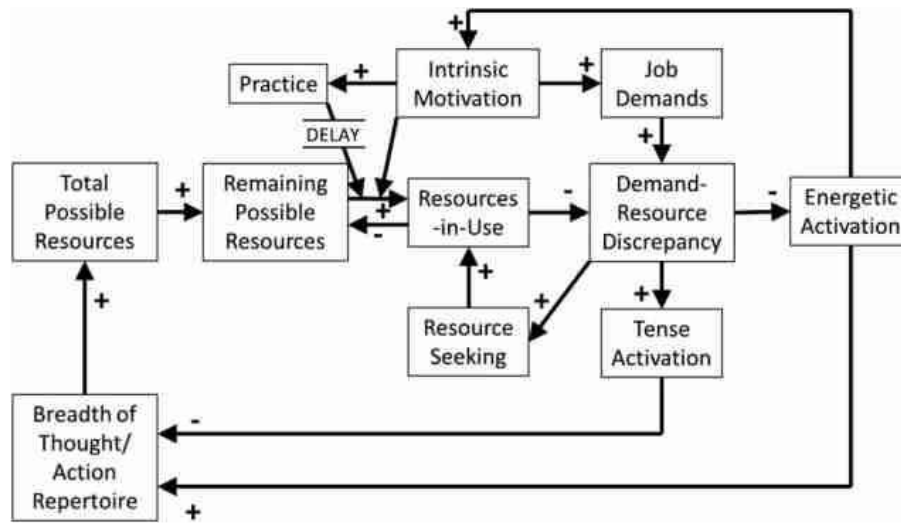 +
Practice
+
Intrinsic
Motivation
+
Job
Demands
DELAY
+
Total
Possible
Resources
+
Remaining
Possible
Resources
+
-
Resources
-in-Use
-
Demand-
Resource
Discrepancy
-
Energetic
Activation
+
+
+
+
Resource
Seeking
Tense
Activation
Breadth of
Thought/
Action
Repertoire
-
+